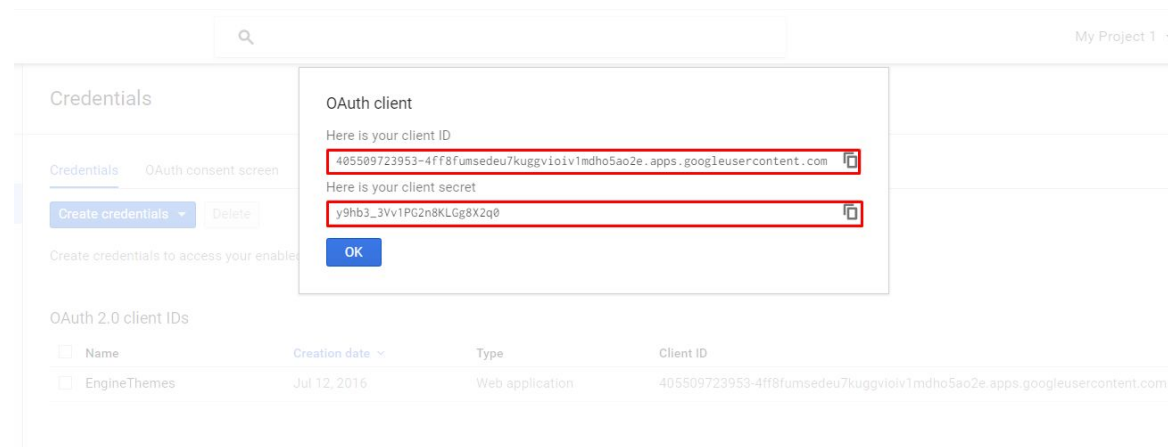 My Project 1
Credentials
OAuth client
Here is your client ID
405509723953-4ff8fumsedeu7kuggvioiv1mdho5ao2e.apps.googleusercontent.com
Credentials OAuth consent screen
Here is your client secret
Create credentials Delete
y9hb3_3Vv1PG2n8KLGg8X2q0
OK
Create credentials to access your enabled
OAuth 2.0 client IDs
Name Creation date Type Client ID
EngineThemes Jul 12, 2016 Web application 405509723953-4ff8fumsedeu7kuggvioiv1mdho5ao2e.apps.googleusercontent.com